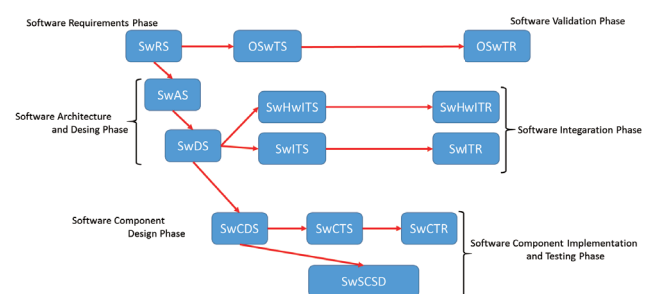 Software Requirements Phase
Software Validation Phase
SwRS
OSwTS
OSwTR
SwAS
SwHwITS
SwHwITR
Software Architecture
and Desing Phase
Software Integaration Phase
SwDS
SwITS
SwITR
Software Component
Design Phase
SwCDS
SwCTS
SwCTR
Software Component Implementation
and Testing Phase
SwSCSD